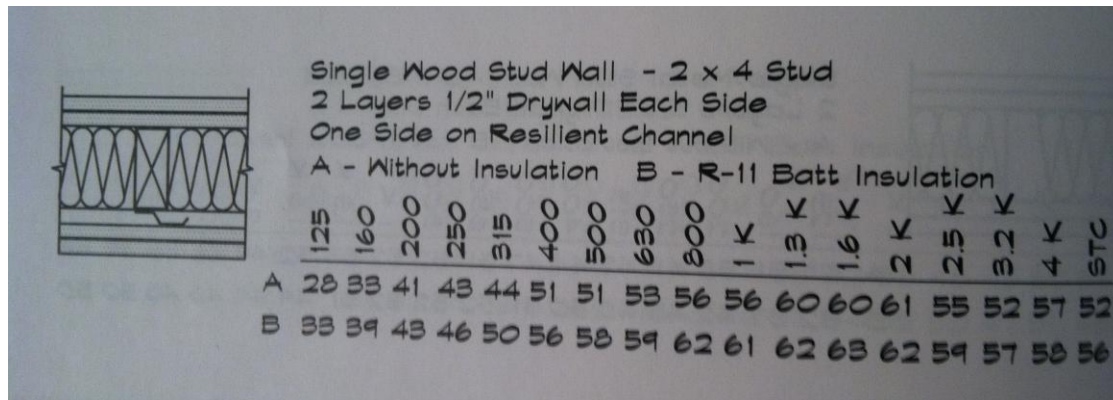 Single Wood Stud Wall - 2 x 4 Stud
2 Layers 1/2" Drywall Each Side
One Side on Resilient Channel
A - Without Insulation B - R-11 Batt Insulation
125 160 200 250 315 400 500 630 800 1 K 1.3 K 1.6 K 2 K 2.5 K 3.2 K 4 K STC
A 28 33 41 43 44 51 51 53 56 56 60 60 61 55 52 57 52
B 33 39 43 46 50 56 58 59 62 61 62 63 62 59 57 58 56